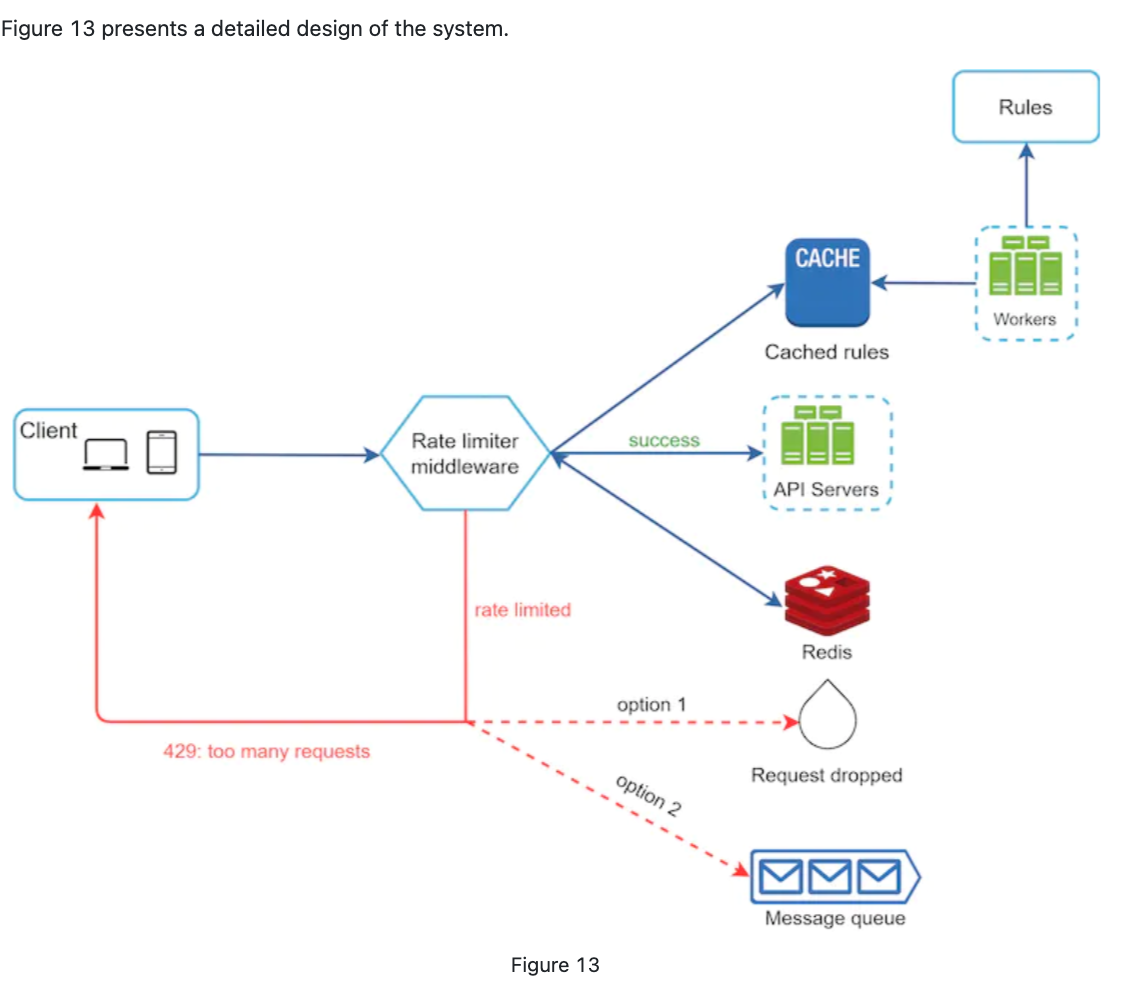 Figure 13 presents a detailed design of the system.
Rules
CACHE
Workers
Cached rules
Client
Rate limiter
middleware
success
API Servers
rate limited
Redis
option 1
429: too many requests
Request dropped
option 2
Message queue
Figure 13